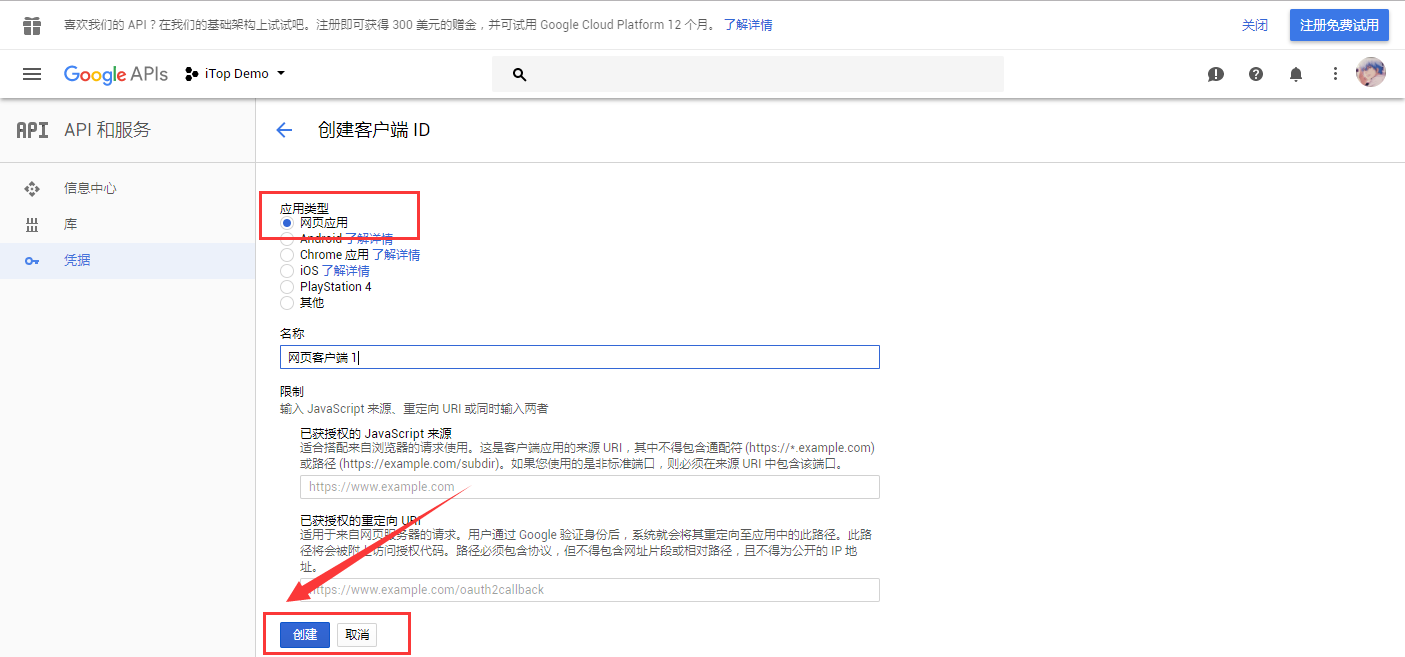 喜欢我们的 API？在我们的基础架构上试试吧。注册即可获得 300 美元的赠金，并可试用 Google Cloud Platform 12 个月。 了解详情
关闭
注册免费试用
Google APIs
iTop Demo
API API 和服务
创建客户端 ID
信息中心
库
凭据
应用类型
网页应用
Android 了解详情
Chrome 应用 了解详情
iOS 了解详情
PlayStation 4
其他
名称
网页客户端 1
限制
输入 JavaScript 来源、重定向 URI 或同时输入两者
已获授权的 JavaScript 来源
适合搭配来自浏览器的请求使用。这是客户端应用的来源 URI，其中不得包含通配符 (https://*.example.com)
或路径 (https://example.com/subdir)。如果您使用的是非标准端口，则必须在来源 URI 中包含该端口。
https://www.example.com
已获授权的重定向 URI
适用于来自网页服务器的请求。用户通过 Google 验证身份后，系统就会将其重定向至应用中的此路径。此路
径将会被附上访问授权代码。路径必须包含协议，但不得包含网址片段或相对路径，且不得为公开的 IP 地
址。
https://www.example.com/oauth2callback
创建
取消